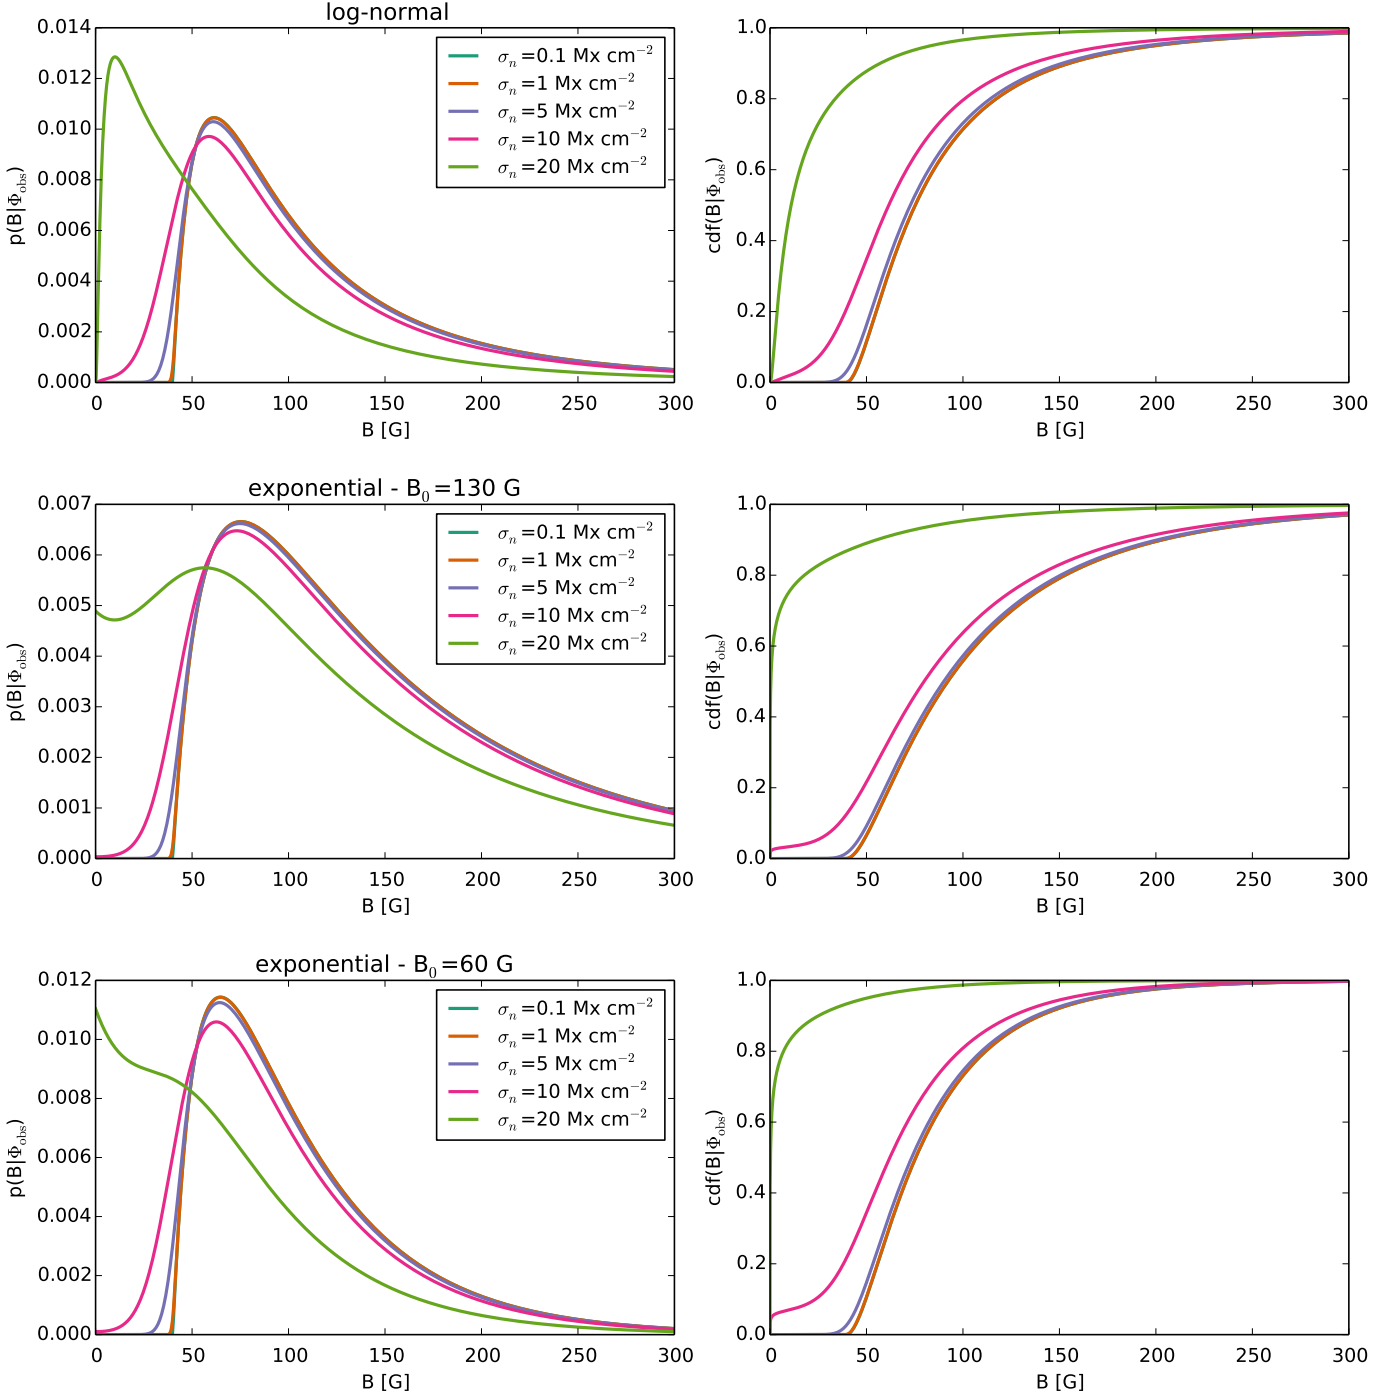 log-normal
0.014
0.012
0.010
0.008
0.006
0.004
0.002
0.000
p(B|Φobs)
σn=0.1 Mx cm−2
σn=1 Mx cm−2
σn=5 Mx cm−2
σn=10 Mx cm−2
σn=20 Mx cm−2
0 50 100 150 200 250 300
B [G]
1.0
0.8
0.6
0.4
0.2
0.0
cdf(B|Φobs)
0 50 100 150 200 250 300
B [G]
exponential - B0=130 G
0.007
0.006
0.005
0.004
0.003
0.002
0.001
0.000
p(B|Φobs)
σn=0.1 Mx cm−2
σn=1 Mx cm−2
σn=5 Mx cm−2
σn=10 Mx cm−2
σn=20 Mx cm−2
0 50 100 150 200 250 300
B [G]
1.0
0.8
0.6
0.4
0.2
0.0
cdf(B|Φobs)
0 50 100 150 200 250 300
B [G]
exponential - B0=60 G
0.012
0.010
0.008
0.006
0.004
0.002
0.000
p(B|Φobs)
σn=0.1 Mx cm−2
σn=1 Mx cm−2
σn=5 Mx cm−2
σn=10 Mx cm−2
σn=20 Mx cm−2
0 50 100 150 200 250 300
B [G]
1.0
0.8
0.6
0.4
0.2
0.0
cdf(B|Φobs)
0 50 100 150 200 250 300
B [G]